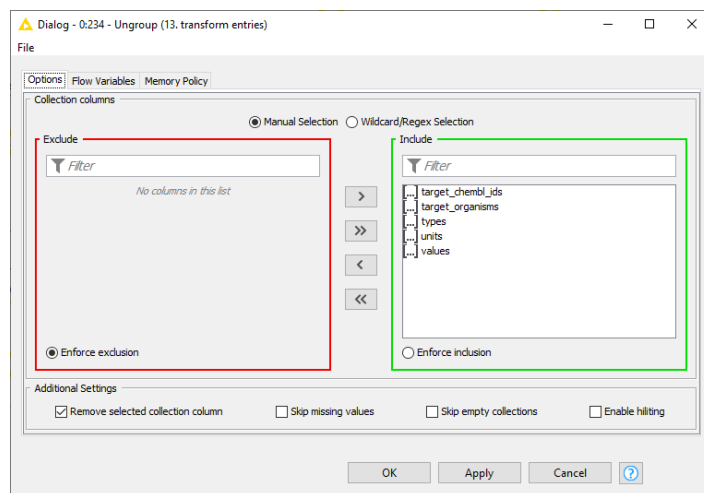 Dialog - 0:234 - Ungroup (13. transform entries)
File
Options Flow Variables Memory Policy
Collection columns
Manual Selection Wildcard/Regex Selection
Exclude
Include
Filter
Filter
No columns in this list
[...] target_chembl_ids
[...] target_organisms
[...] types
[...] units
[...] values
>
>>
<
<<
Enforce exclusion
Enforce inclusion
Additional Settings
Remove selected collection column Skip missing values Skip empty collections Enable hiliting
OK Apply Cancel ?